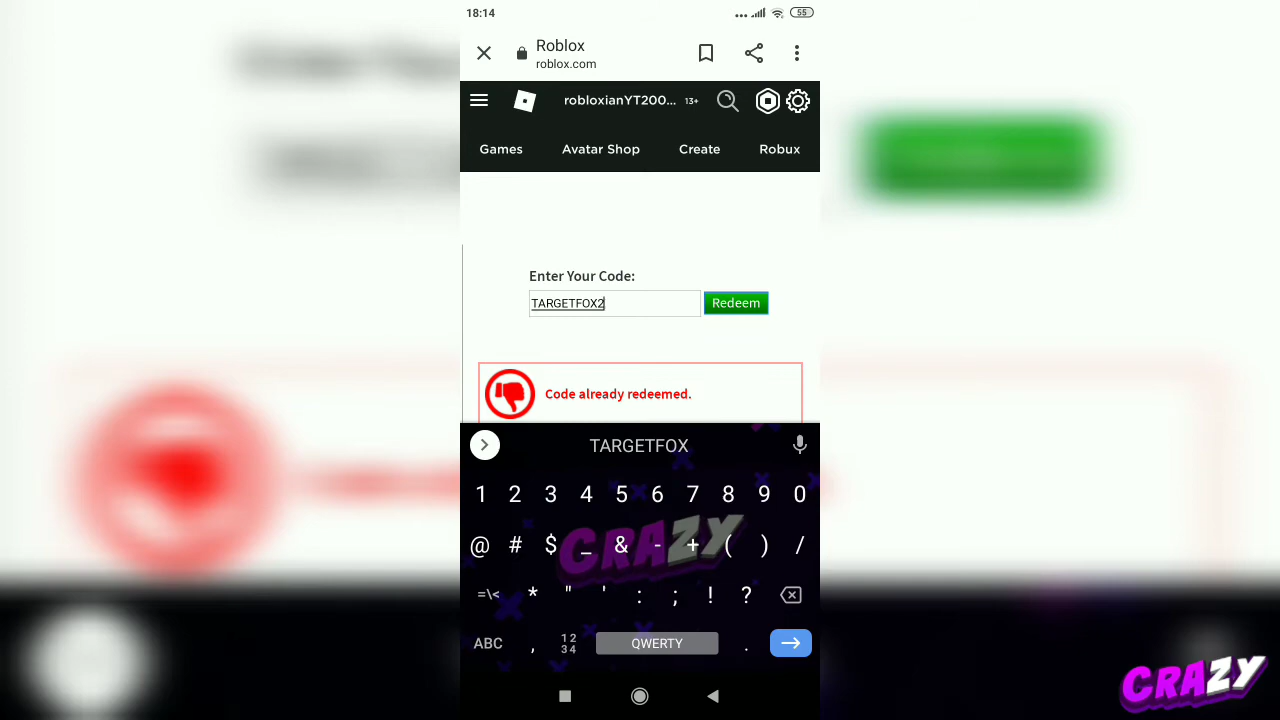 18:14
55
Roblox
roblox.com
robloxianYT200... 13+
Games Avatar Shop Create Robux
Enter Your Code:
TARGETFOX2 Redeem
Code already redeemed.
TARGETFOX
1 2 3 4 5 6 7 8 9 0
@ # $ _ & - + ( ) /
CRAZY
=\< * " ' : ; ! ?
ABC , 12 34 QWERTY .
CRAZY